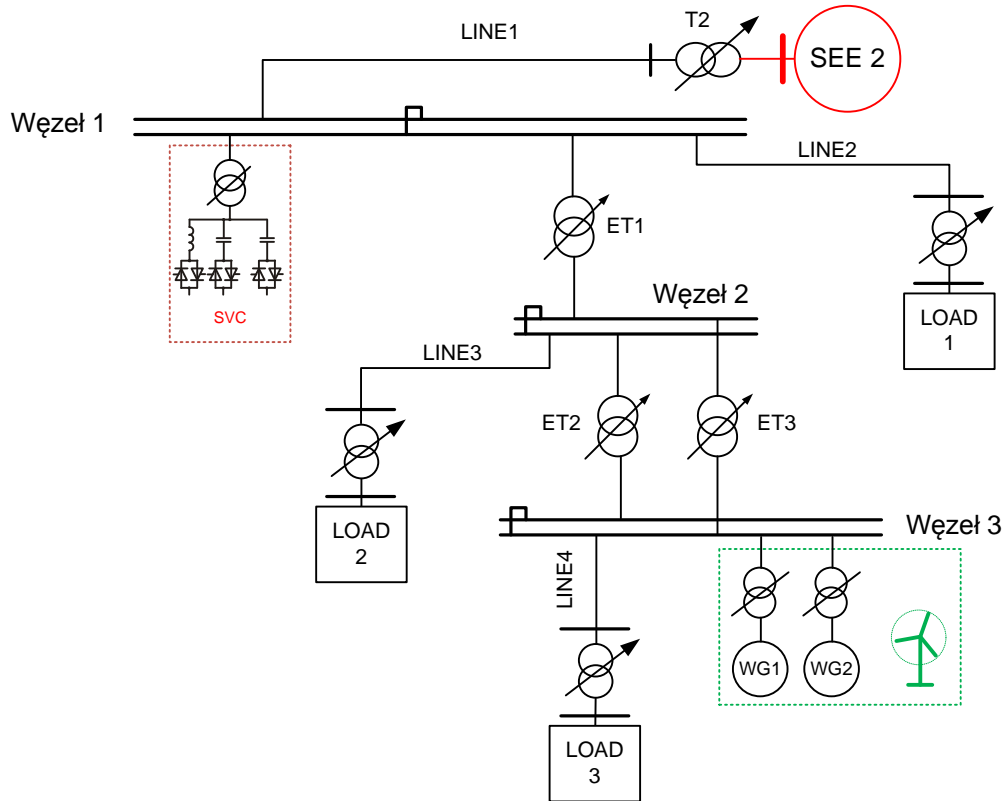 T2
LINE1
SEE 2
Węzeł 1
LINE2
ET1
SVC
Węzeł 2
LOAD
1
LINE3
ET2
ET3
LOAD
2
Węzeł 3
LINE4
WG1
WG2
LOAD
3